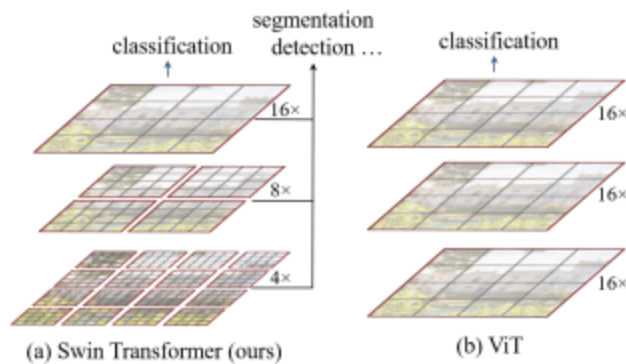 classification
segmentation
detection ...
16×
8×
4×
(a) Swin Transformer (ours)
classification
16×
16×
16×
(b) ViT